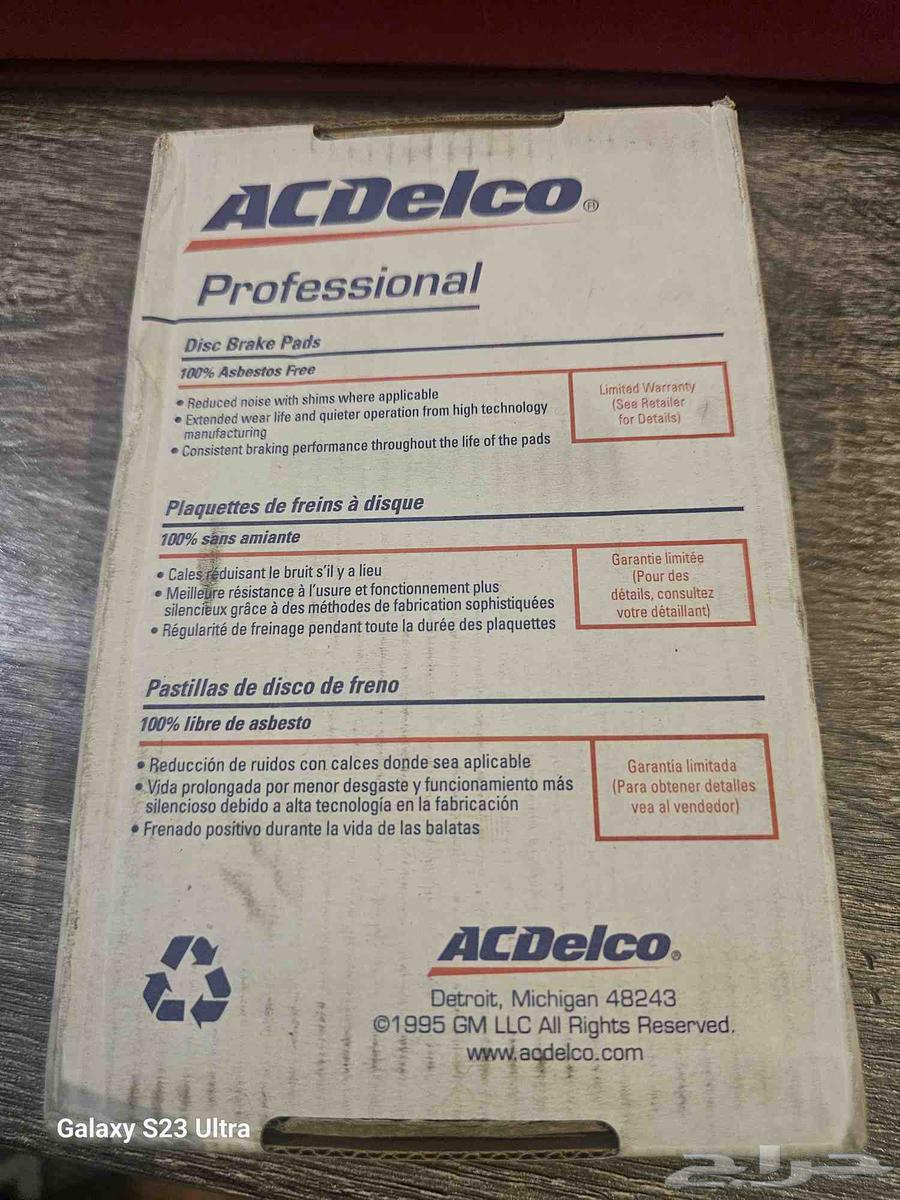 ACDelco®
Professional
Disc Brake Pads
100% Asbestos Free
• Reduced noise with shims where applicable
• Extended wear life and quieter operation from high technology
manufacturing
• Consistent braking performance throughout the life of the pads
Limited Warranty
(See Retailer
for Details)
Plaquettes de freins à disque
100% sans amiante
• Cales réduisant le bruit s'il y a lieu
• Meilleure résistance à l'usure et fonctionnement plus
silencieux grâce à des méthodes de fabrication sophistiquées
• Régularité de freinage pendant toute la durée des plaquettes
Garantie limitée
(Pour des
détails, consultez
votre détaillant)
Pastillas de disco de freno
100% libre de asbesto
• Reducción de ruidos con calces donde sea aplicable
• Vida prolongada por menor desgaste y funcionamiento más
silencioso debido a alta tecnología en la fabricación
• Frenado positivo durante la vida de las balatas
Garantía limitada
(Para obtener detalles
vea al vendedor)
ACDelco®
Detroit, Michigan 48243
©1995 GM LLC All Rights Reserved.
www.acdelco.com
Galaxy S23 Ultra
حراج